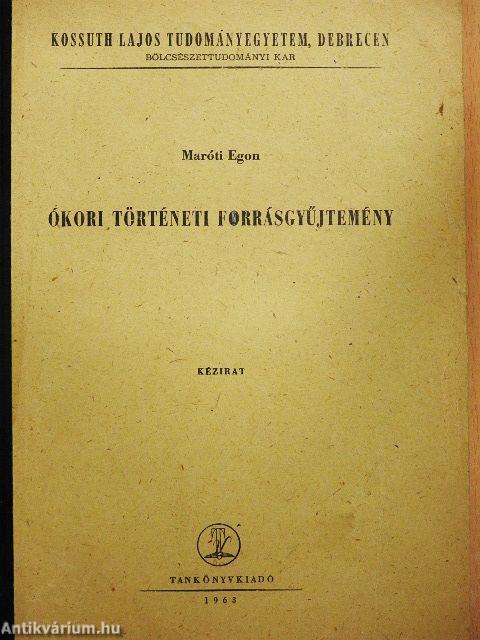 KOSSUTH LAJOS TUDOMÁNYEGYETEM, DEBRECEN
BÖLCSÉSZETTUDOMÁNYI KAR
Maróti Egon
ÓKORI TÖRTÉNETI FORRÁSGYŰJTEMÉNY
KÉZIRAT
TANKÖNYVKIADÓ
1963
Antikvárium.hu